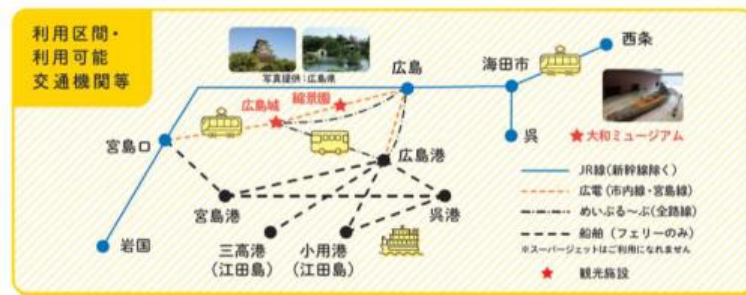 利用区間・
利用可能
交通機関等
写真提供:広島県
広島
海田市
西条
広島城
縮景園
宮島口
呉
★大和ミュージアム
広島港
宮島港
呉港
岩国
三高港
(江田島)
小用港
(江田島)
JR線(新幹線除く)
広電(市内線・宮島線)
めいぷる～ぷ(全路線)
船舶(フェリーのみ)
※スーパージェットはご利用になれません
★ 観光施設